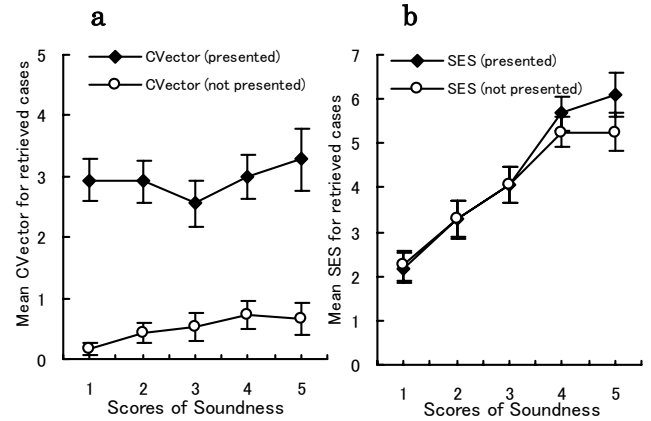 a
5
4
3
2
1
0
Mean CVector for retrieved cases
CVector (presented)
CVector (not presented)
1 2 3 4 5
Scores of Soundness
b
7
6
5
4
3
2
1
0
Mean SES for retrieved cases
SES (presented)
SES (not presented)
1 2 3 4 5
Scores of Soundness